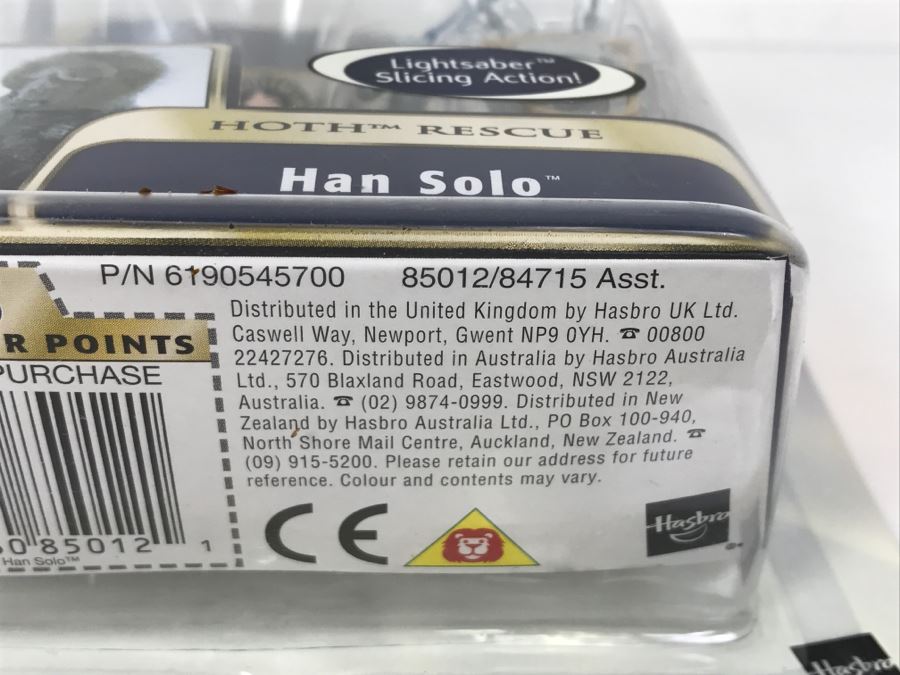 Lightsaber™
Slicing Action!
HOTH™ RESCUE
Han Solo™
P/N 6190545700 85012/84715 Asst.
R POINTS
PURCHASE
Distributed in the United Kingdom by Hasbro UK Ltd.
Caswell Way, Newport, Gwent NP9 0YH. ☎ 00800
22427276. Distributed in Australia by Hasbro Australia
Ltd., 570 Blaxland Road, Eastwood, NSW 2122,
Australia. ☎ (02) 9874-0999. Distributed in New
Zealand by Hasbro Australia Ltd., PO Box 100-940,
North Shore Mail Centre, Auckland, New Zealand. ☎
(09) 915-5200. Please retain our address for future
reference. Colour and contents may vary.
85012 1
Han Solo™
CE
Hasbro
Hasbro